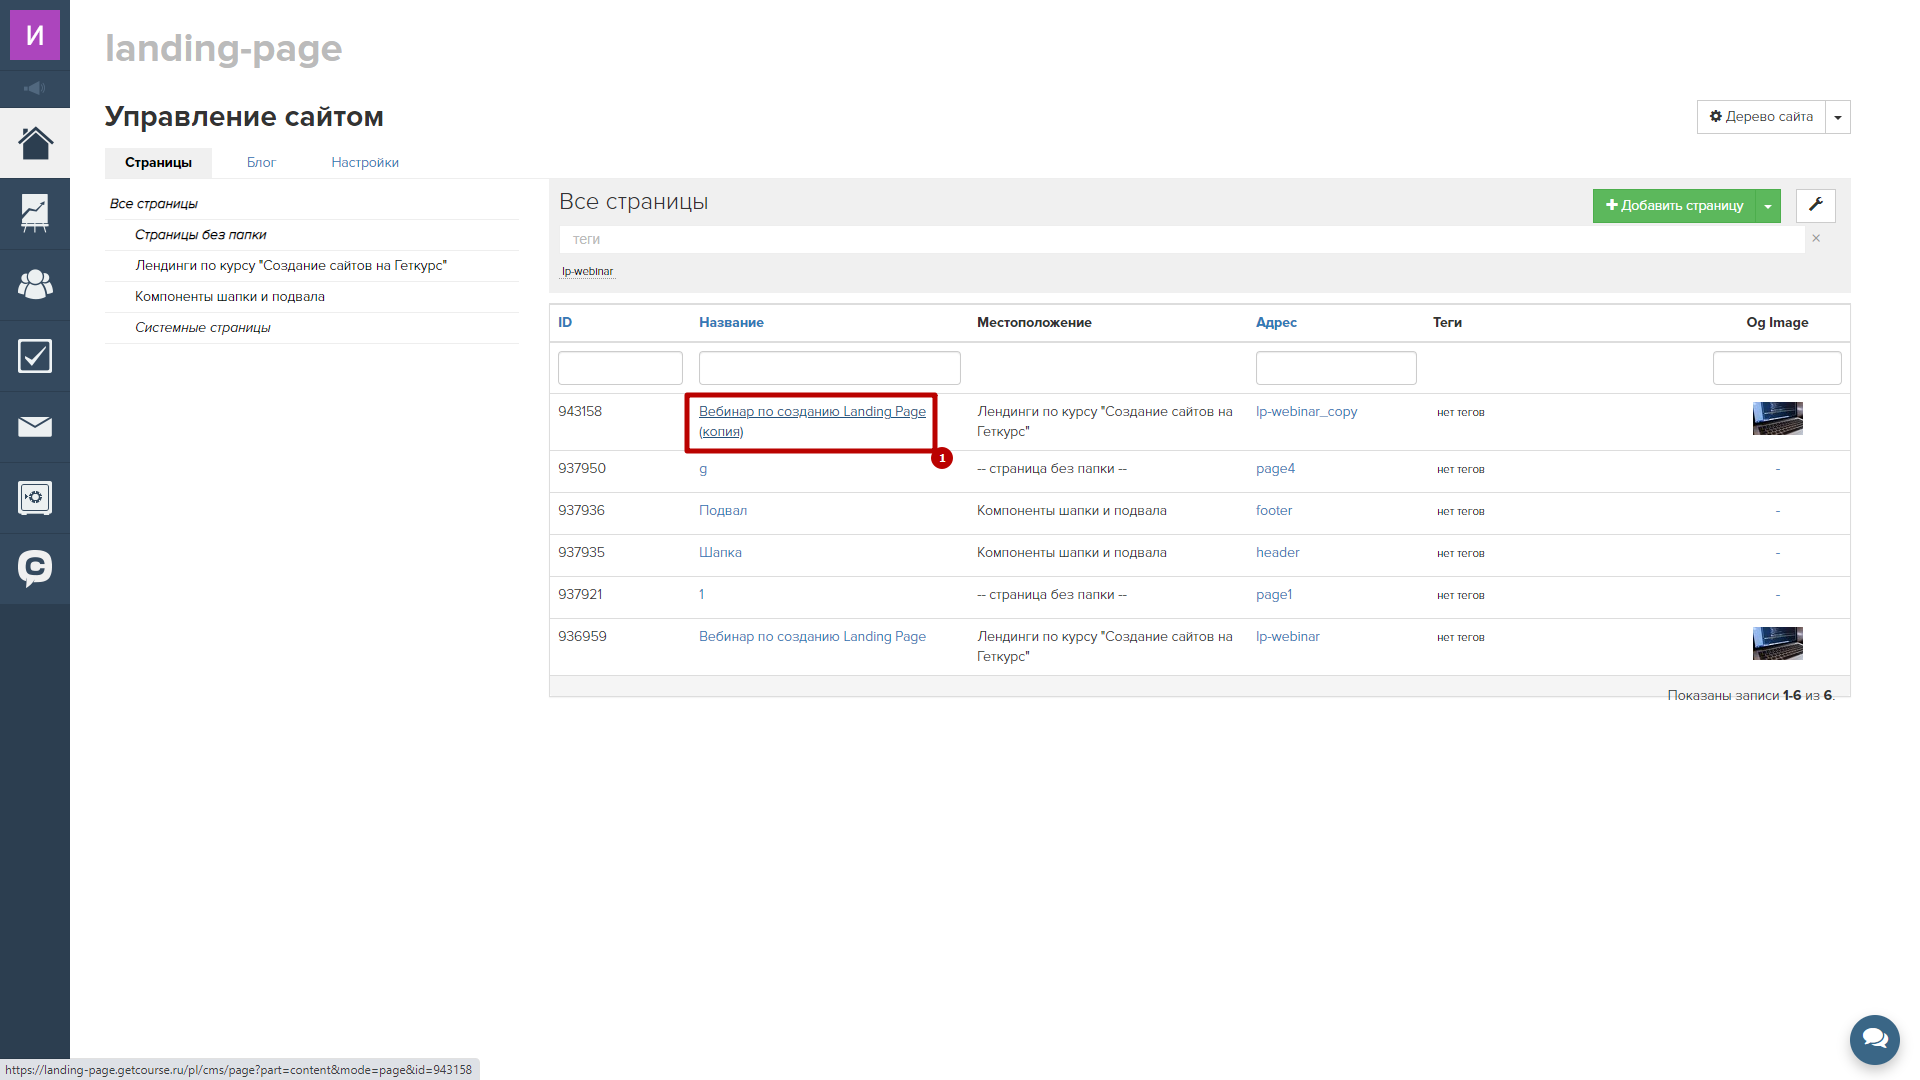 И
landing-page
Управление сайтом
Дерево сайта
Страницы
Блог
Настройки
Все страницы
Страницы без папки
Лендинги по курсу "Создание сайтов на Геткурс"
Компоненты шапки и подвала
Системные страницы
Все страницы
Добавить страницу
теги
×
lp-webinar
ID Название Местоположение Адрес Теги Og Image
943158 Вебинар по созданию Landing Page Лендинги по курсу "Создание сайтов на lp-webinar_copy нет тегов
(копия) Геткурс"
1
937950 g -- страница без папки -- page4 нет тегов -
937936 Подвал Компоненты шапки и подвала footer нет тегов -
937935 Шапка Компоненты шапки и подвала header нет тегов -
937921 1 -- страница без папки -- page1 нет тегов -
936959 Вебинар по созданию Landing Page Лендинги по курсу "Создание сайтов на lp-webinar нет тегов
Геткурс"
Показаны записи 1-6 из 6.
https://landing-page.getcourse.ru/pl/cms/page?part=content&mode=page&id=943158